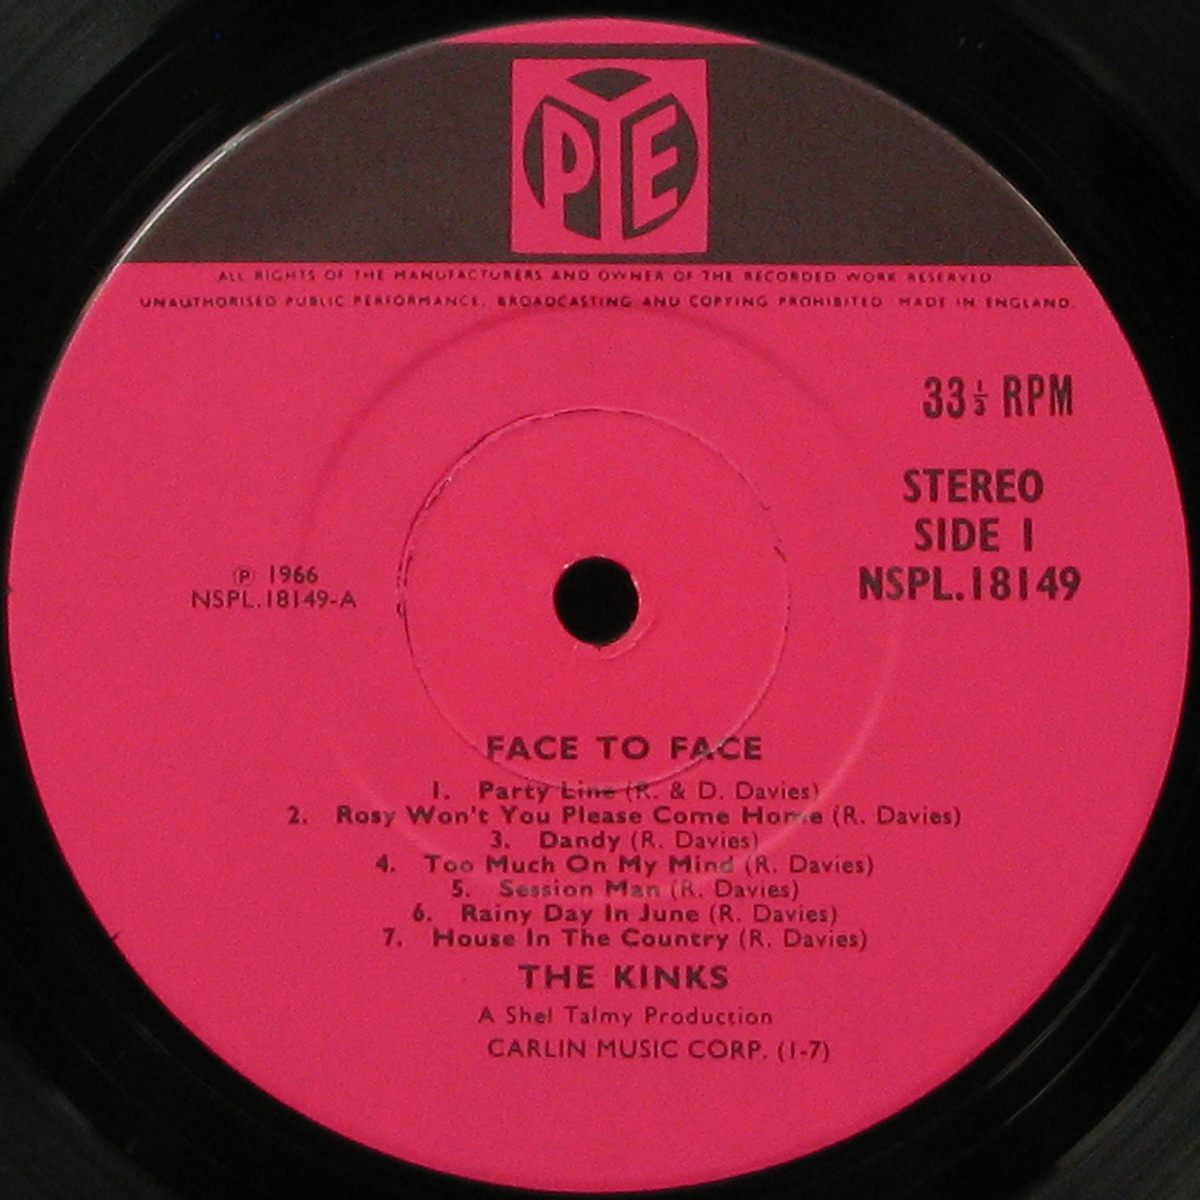 PYE
ALL RIGHTS OF THE MANUFACTURERS AND OWNER OF THE RECORDED WORK RESERVED.
UNAUTHORISED PUBLIC PERFORMANCE, BROADCASTING AND COPYING PROHIBITED MADE IN ENGLAND.
33⅓ RPM
STEREO
SIDE 1
NSPL.18149
℗ 1966
NSPL.18149-A
FACE TO FACE
1. Party Line (R. & D. Davies)
2. Rosy Won't You Please Come Home (R. Davies)
3. Dandy (R. Davies)
4. Too Much On My Mind (R. Davies)
5. Session Man (R. Davies)
6. Rainy Day In June (R. Davies)
7. House In The Country (R. Davies)
THE KINKS
A Shel Talmy Production
CARLIN MUSIC CORP. (1-7)